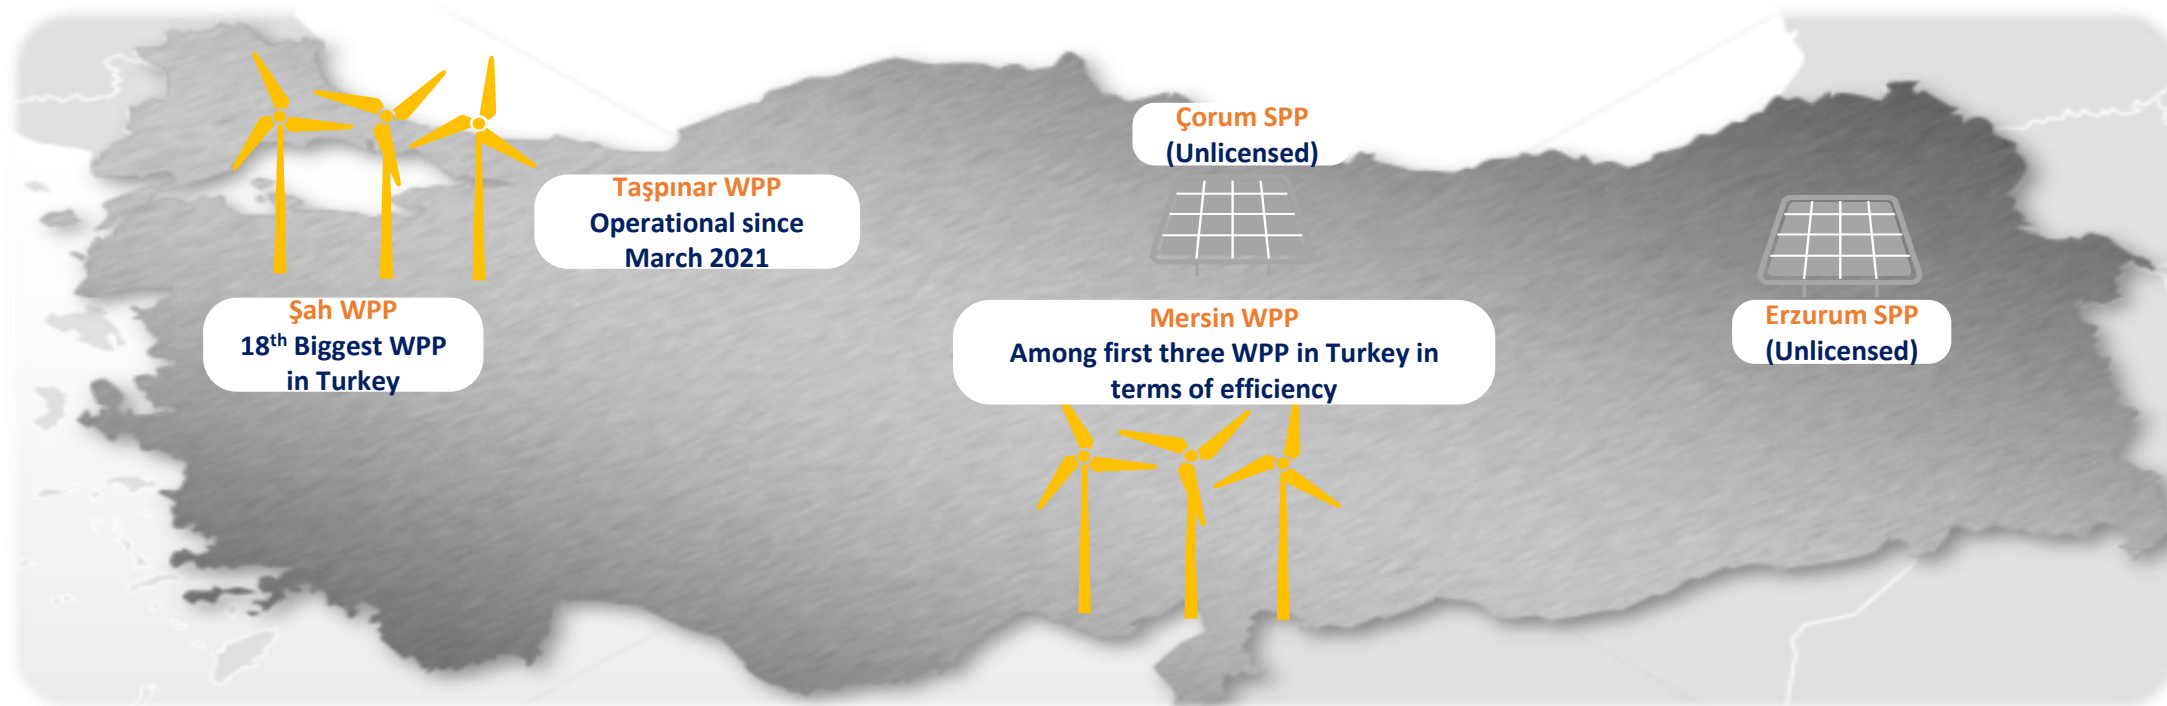 Çorum SPP
(Unlicensed)
Taşpınar WPP
Operational since
March 2021
Şah WPP
18th Biggest WPP
in Turkey
Mersin WPP
Among first three WPP in Turkey in
terms of efficiency
Erzurum SPP
(Unlicensed)